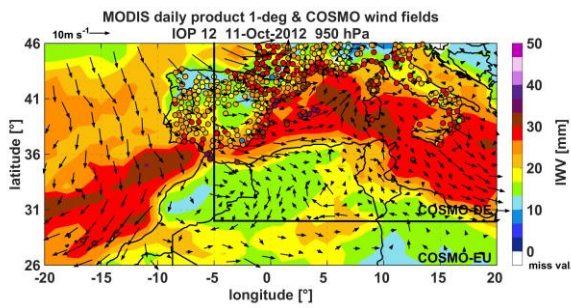 MODIS daily product 1-deg & COSMO wind fields
10m s⁻¹
IOP 12 11-Oct-2012 950 hPa
46
41
36
31
26
latitude [°]
-20 -15 -10 -5 0 5 10 15 20
longitude [°]
COSMO-DE
COSMO-EU
50
40
30
20
10
0
miss val.
IWV [mm]